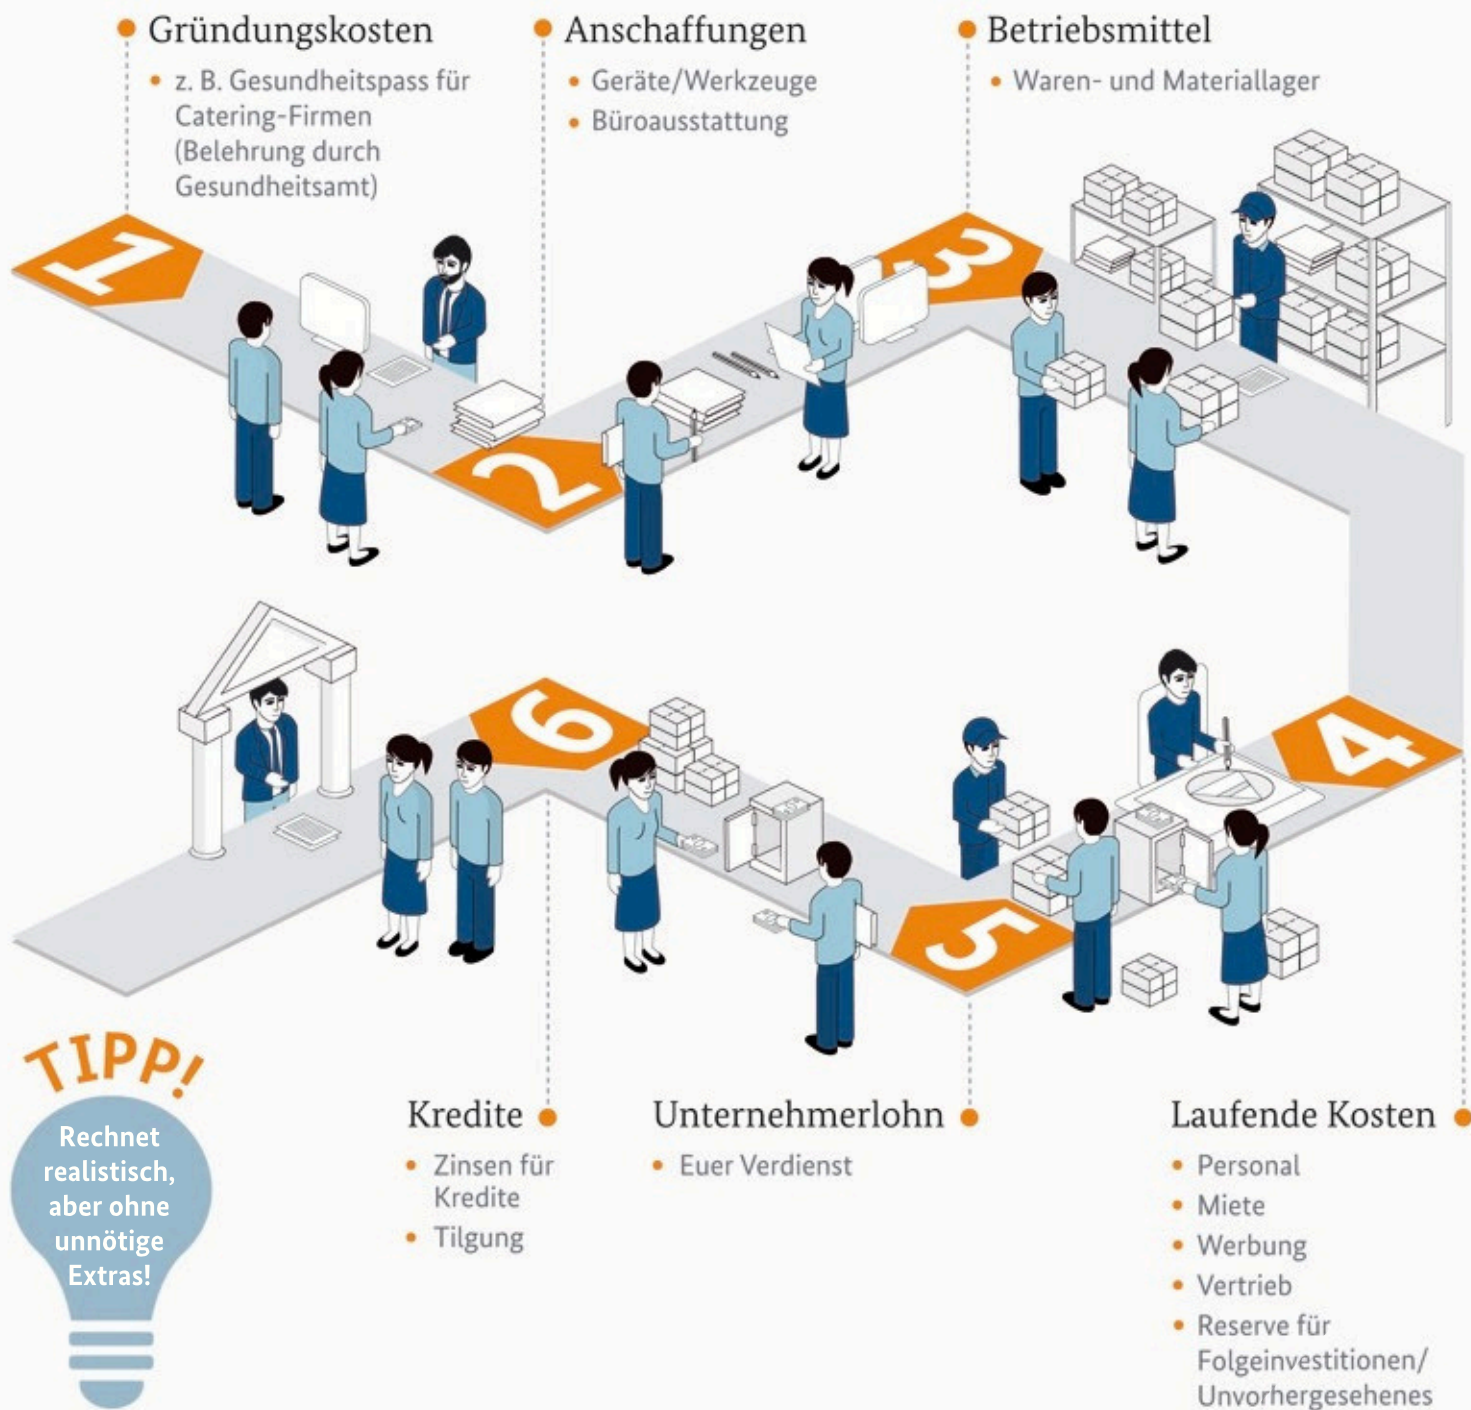 Gründungskosten
z. B. Gesundheitspass für
Catering-Firmen
(Belehrung durch
Gesundheitsamt)
Anschaffungen
Geräte/Werkzeuge
Büroausstattung
Betriebsmittel
Waren- und Materiallager
1
2
3
4
5
6
Laufende Kosten
Personal
Miete
Werbung
Vertrieb
Reserve für
Folgeinvestitionen/
Unvorhergesehenes
Unternehmerlohn
Euer Verdienst
Kredite
Zinsen für
Kredite
Tilgung
TIPP!
Rechnet
realistisch,
aber ohne
unnötige
Extras!